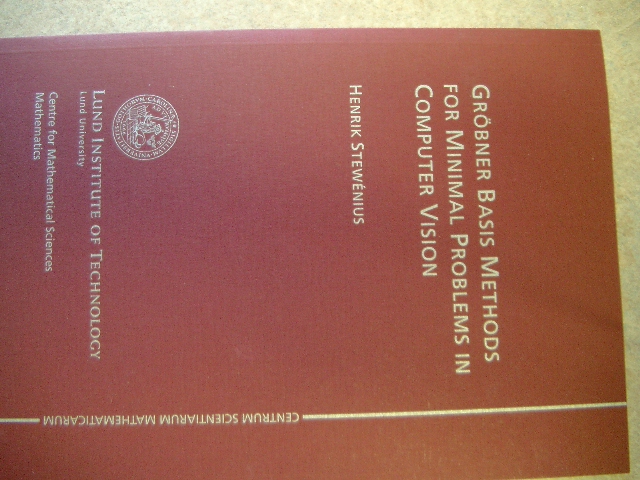 GRÖBNER BASIS METHODS
FOR MINIMAL PROBLEMS IN
COMPUTER VISION
HENRIK STEWÉNIUS
LUND INSTITUTE OF TECHNOLOGY
Lund University
Centre for Mathematical Sciences
Mathematics
CENTRUM SCIENTIARUM MATHEMATICARUM